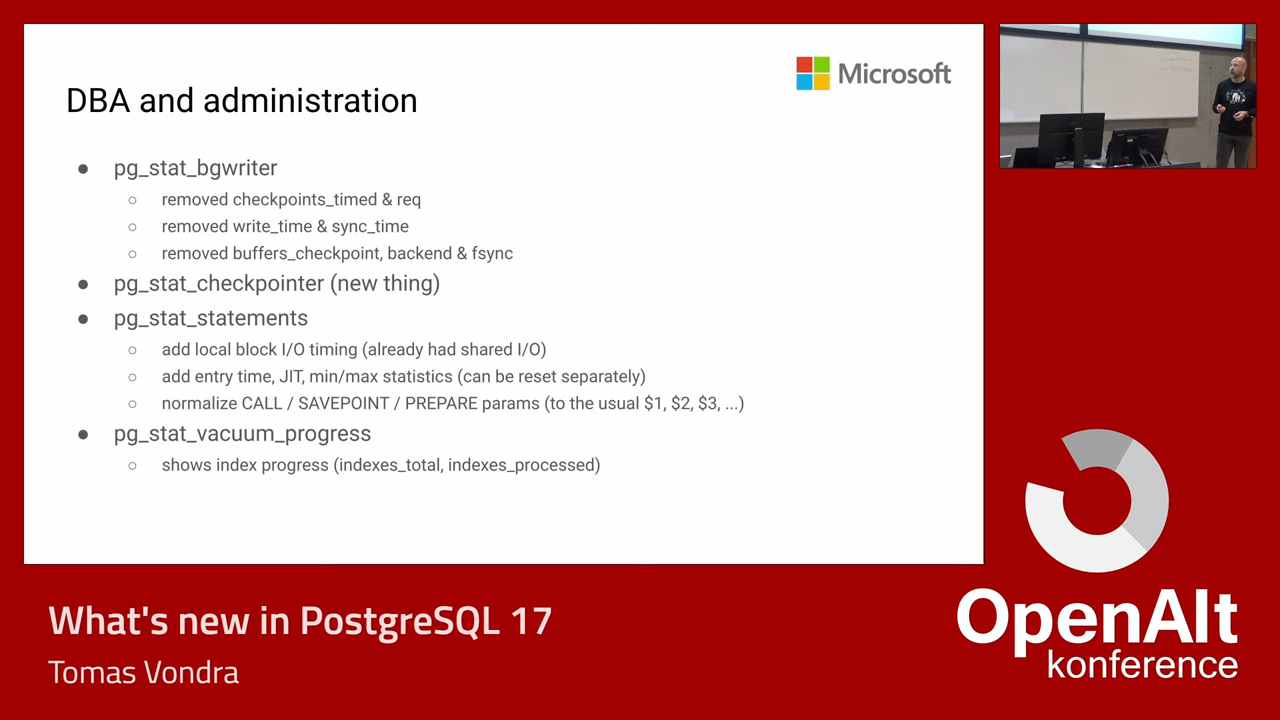 Microsoft
DBA and administration
● pg_stat_bgwriter
○ removed checkpoints_timed & req
○ removed write_time & sync_time
○ removed buffers_checkpoint, backend & fsync
● pg_stat_checkpointer (new thing)
● pg_stat_statements
○ add local block I/O timing (already had shared I/O)
○ add entry time, JIT, min/max statistics (can be reset separately)
○ normalize CALL / SAVEPOINT / PREPARE params (to the usual $1, $2, $3, ...)
● pg_stat_vacuum_progress
○ shows index progress (indexes_total, indexes_processed)
What's new in PostgreSQL 17
Tomas Vondra
OpenAlt
konference